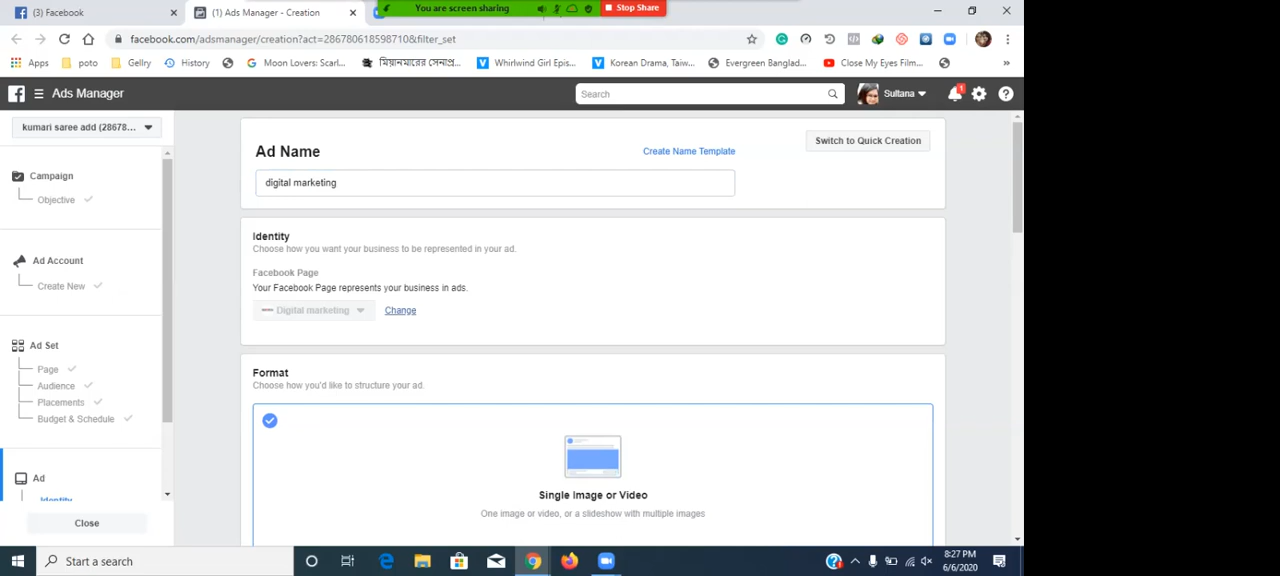 (3) Facebook
(1) Ads Manager - Creation
You are screen sharing
Stop Share
facebook.com/adsmanager/creation?act=286780618598710&filter_set
Apps
poto
Gellry
History
Moon Lovers: Scarl...
মিয়ানমারের সেনাপ্র...
Whirlwind Girl Epis...
Korean Drama, Taiw...
Evergreen Banglad...
Close My Eyes Film...
Ads Manager
Search
Sultana
1
kumari saree add (28678...
Campaign
Objective
Ad Account
Create New
Ad Set
Page
Audience
Placements
Budget & Schedule
Ad
Identity
Close
Ad Name
Create Name Template
Switch to Quick Creation
digital marketing
Identity
Choose how you want your business to be represented in your ad.
Facebook Page
Your Facebook Page represents your business in ads.
Digital marketing
Change
Format
Choose how you'd like to structure your ad.
Single Image or Video
One image or video, or a slideshow with multiple images
Start a search
8:27 PM
6/6/2020